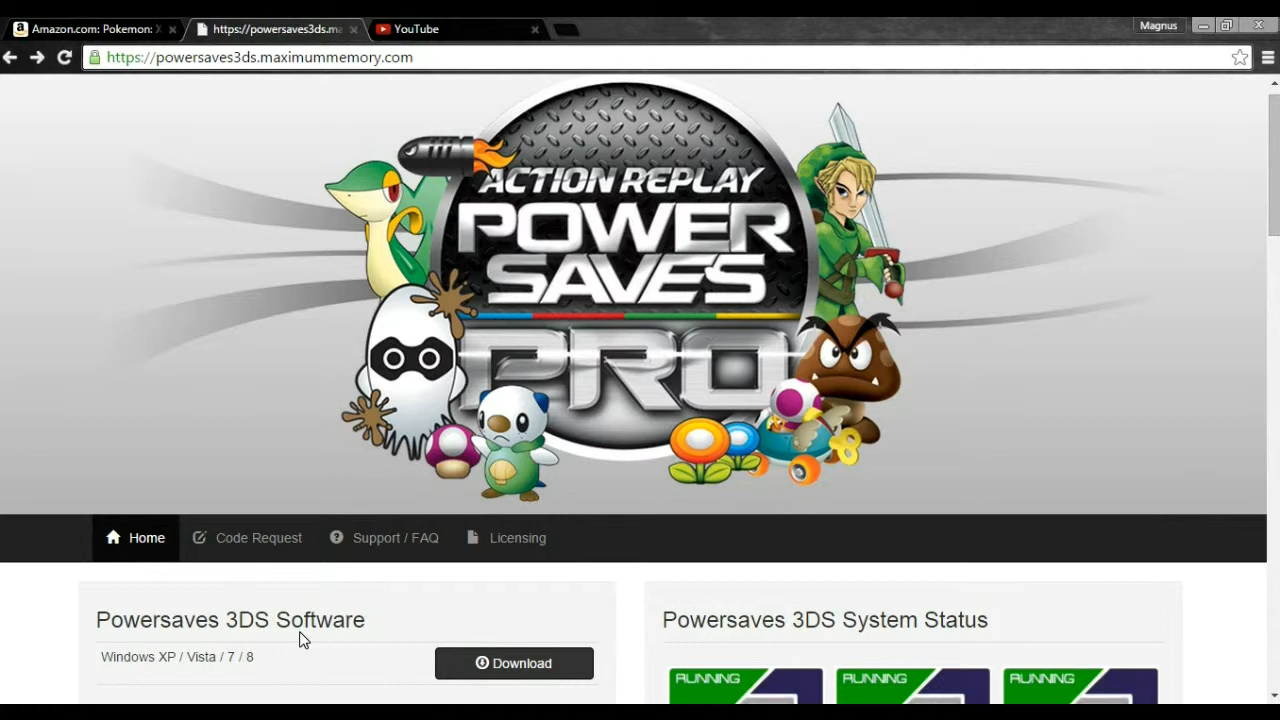 Amazon.com: Pokemon:
https://powersaves3ds.ma
YouTube
Magnus
https://powersaves3ds.maximummemory.com
ACTION REPLAY
POWER
SAVES
PRO
Home
Code Request
Support / FAQ
Licensing
Powersaves 3DS Software
Windows XP / Vista / 7 / 8
Download
Powersaves 3DS System Status
RUNNING
RUNNING
RUNNING